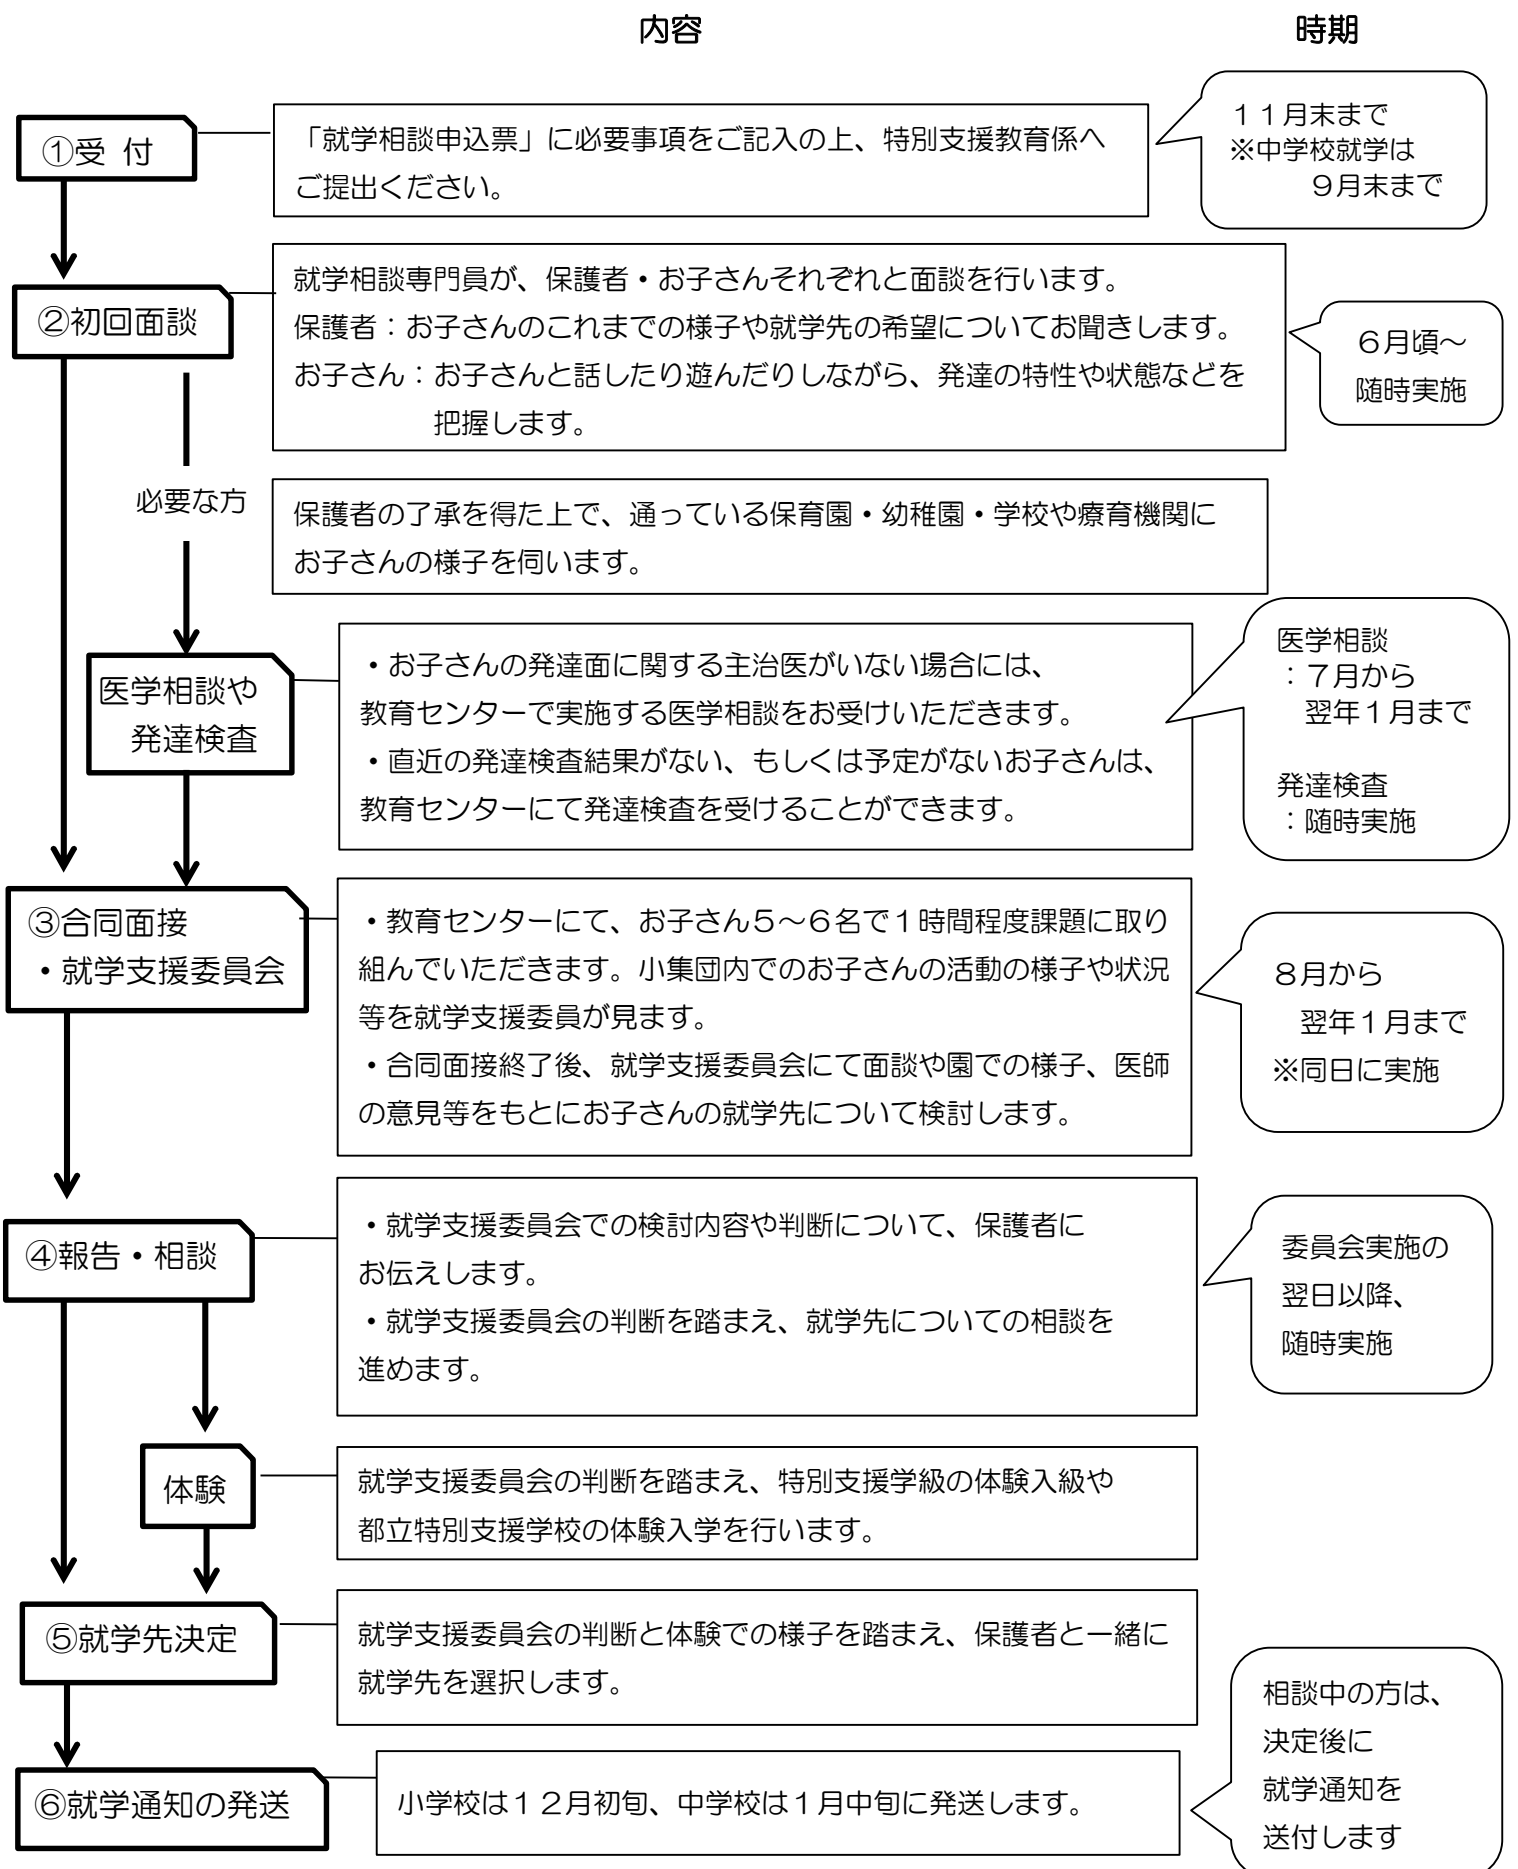 内容
時期
①受 付
「就学相談申込票」に必要事項をご記入の上、特別支援教育係へ
ご提出ください。
１１月末まで
※中学校就学は
９月末まで
②初回面談
就学相談専門員が、保護者・お子さんそれぞれと面談を行います。
保護者：お子さんのこれまでの様子や就学先の希望についてお聞きします。
お子さん：お子さんと話したり遊んだりしながら、発達の特性や状態などを
把握します。
６月頃～
随時実施
必要な方
保護者の了承を得た上で、通っている保育園・幼稚園・学校や療育機関に
お子さんの様子を伺います。
医学相談や
発達検査
・お子さんの発達面に関する主治医がいない場合には、
教育センターで実施する医学相談をお受けいただきます。
・直近の発達検査結果がない、もしくは予定がないお子さんは、
教育センターにて発達検査を受けることができます。
医学相談
：７月から
翌年１月まで
発達検査
：随時実施
③合同面接
・就学支援委員会
・教育センターにて、お子さん５～６名で１時間程度課題に取り
組んでいただきます。小集団内でのお子さんの活動の様子や状況
等を就学支援委員が見ます。
・合同面接終了後、就学支援委員会にて面談や園での様子、医師
の意見等をもとにお子さんの就学先について検討します。
８月から
翌年１月まで
※同日に実施
④報告・相談
・就学支援委員会での検討内容や判断について、保護者に
お伝えします。
・就学支援委員会の判断を踏まえ、就学先についての相談を
進めます。
委員会実施の
翌日以降、
随時実施
体験
就学支援委員会の判断を踏まえ、特別支援学級の体験入級や
都立特別支援学校の体験入学を行います。
⑤就学先決定
就学支援委員会の判断と体験での様子を踏まえ、保護者と一緒に
就学先を選択します。
⑥就学通知の発送
小学校は１２月初旬、中学校は１月中旬に発送します。
相談中の方は、
決定後に
就学通知を
送付します